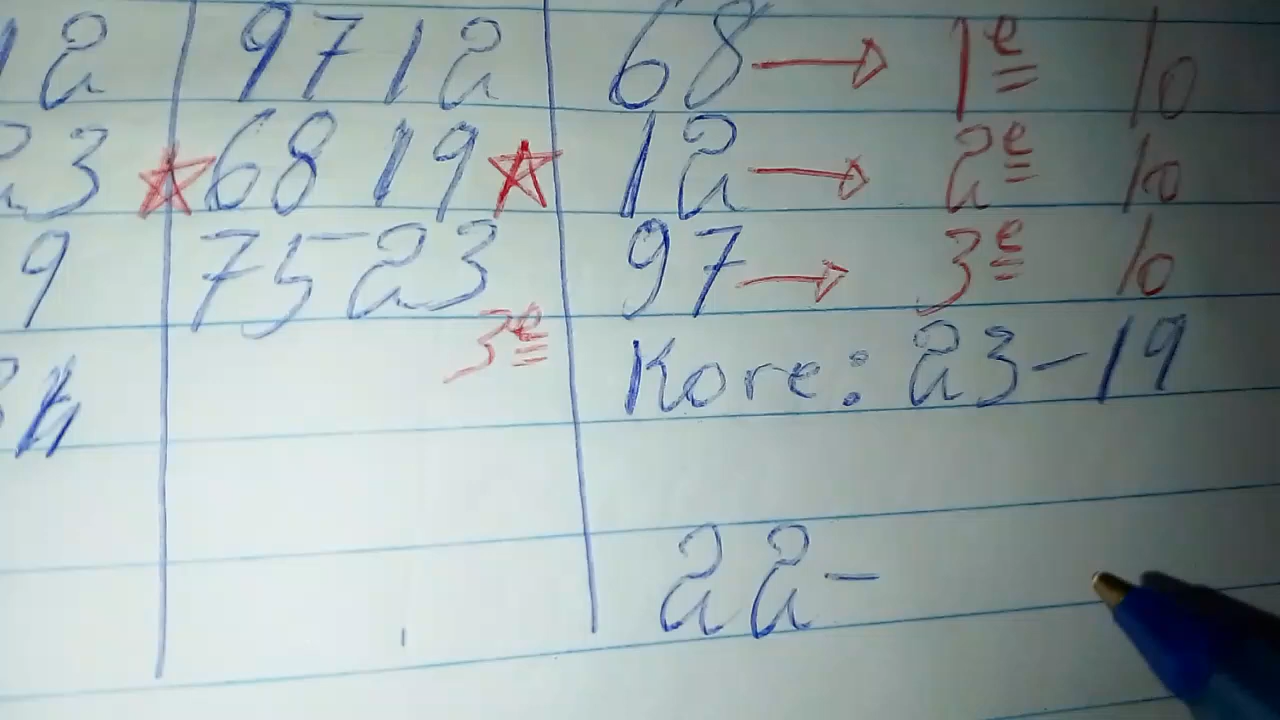 12 9712 68 → 1e 10
23 ☆ 6819 ☆ 12 → 2e 10
9 7523 97 → 3e 10
3e Kore: 23-19
22-